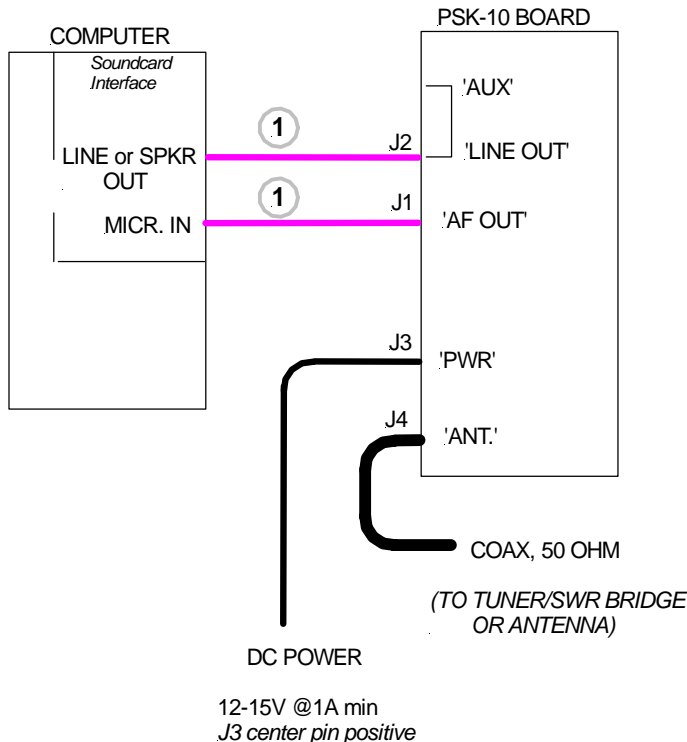 PSK-10 BOARD
COMPUTER
Soundcard
Interface
'AUX'
1
J2
LINE or SPKR
OUT
'LINE OUT'
1
J1
MICR. IN
'AF OUT'
J3
'PWR'
J4
'ANT.'
COAX, 50 OHM
(TO TUNER/SWR BRIDGE
OR ANTENNA)
DC POWER
12-15V @1A min
J3 center pin positive